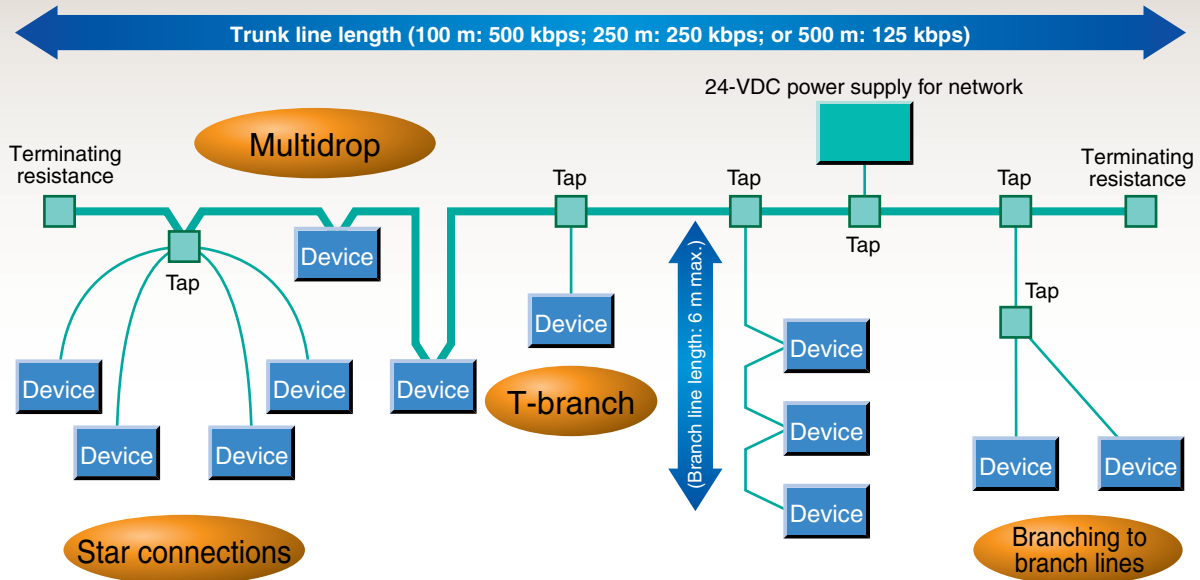 Trunk line length (100 m: 500 kbps; 250 m: 250 kbps; or 500 m: 125 kbps)
24-VDC power supply for network
Multidrop
Terminating
resistance
Tap
Tap
Tap
Terminating
resistance
Tap
Tap
Device
Tap
Device
Device
(Branch line length: 6 m max.)
Device
Device
Device
Device
T-branch
Device
Device
Device
Device
Device
Device
Star connections
Branching to
branch lines